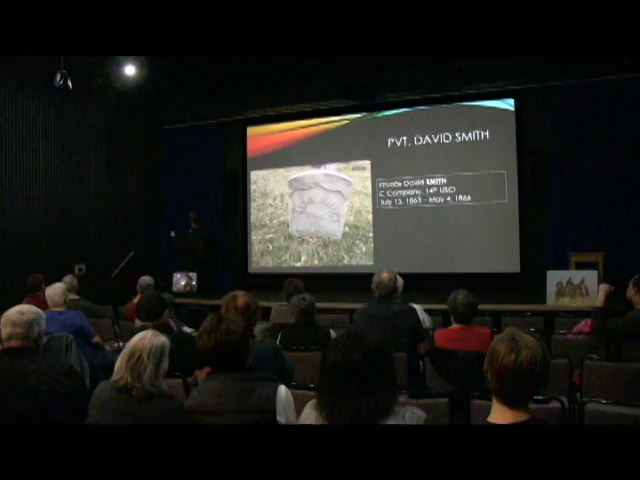 PVT. DAVID SMITH
Private David SMITH
C Company, 14th USCI
July 13, 1863 – May 4, 1866